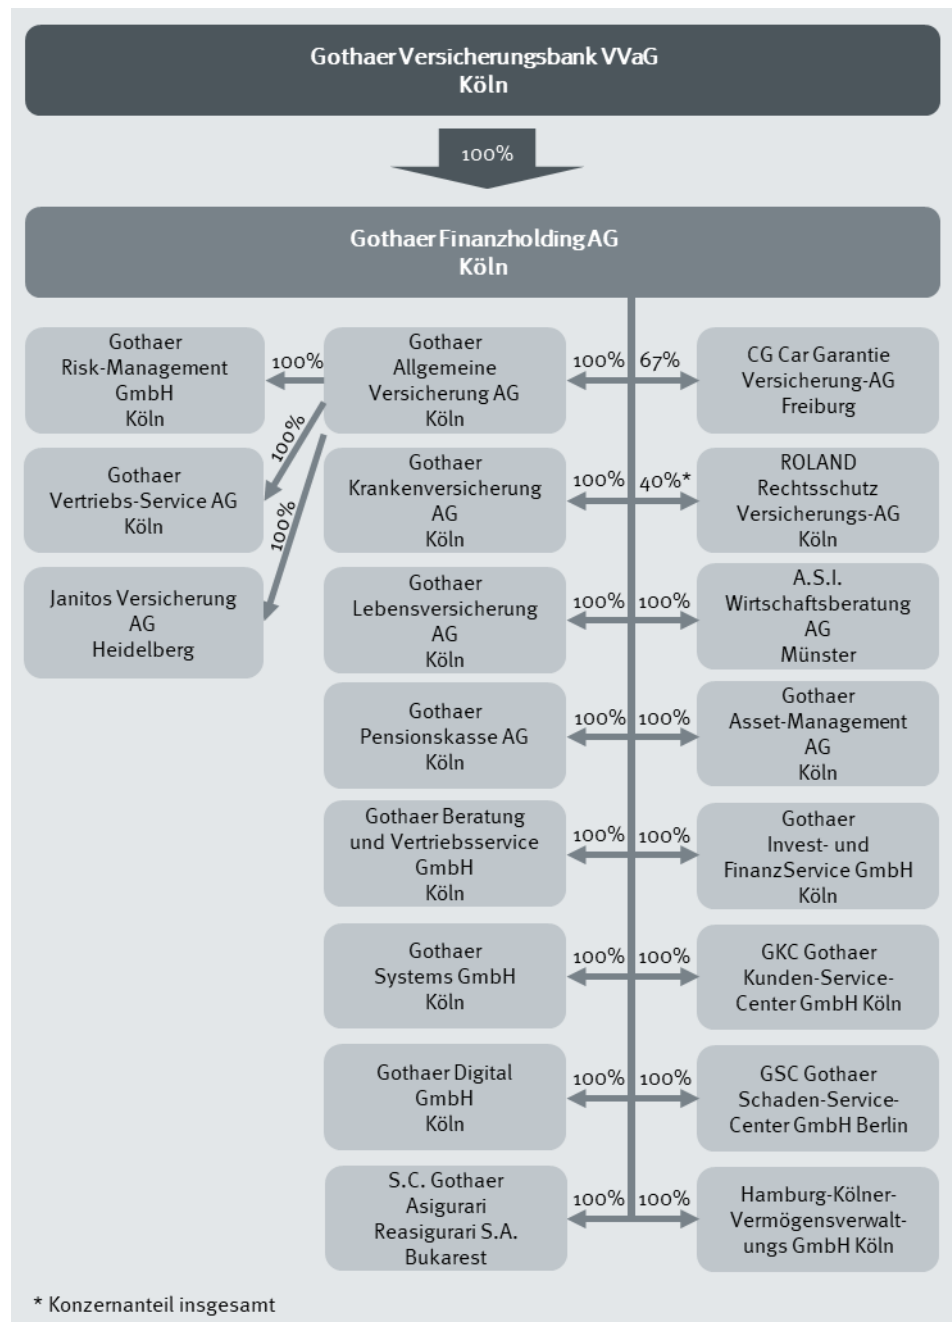 Gothaer Versicherungsbank VVaG
Köln
100%
Gothaer Finanzholding AG
Köln
Gothaer
Risk-Management
GmbH
Köln
100%
Gothaer
Allgemeine
Versicherung AG
Köln
100%
67%
CG Car Garantie
Versicherung-AG
Freiburg
100%
Gothaer
Vertriebs-Service AG
Köln
100%
Gothaer
Krankenversicherung
AG
Köln
100%
40%*
ROLAND
Rechtsschutz
Versicherungs-AG
Köln
Janitos Versicherung
AG
Heidelberg
Gothaer
Lebensversicherung
AG
Köln
100%
100%
A.S.I.
Wirtschaftsberatung
AG
Münster
Gothaer
Pensionskasse AG
Köln
100%
100%
Gothaer
Asset-Management
AG
Köln
Gothaer Beratung
und Vertriebsservice
GmbH
Köln
100%
100%
Gothaer
Invest- und
FinanzService GmbH
Köln
Gothaer
Systems GmbH
Köln
100%
100%
GKC Gothaer
Kunden-Service-
Center GmbH Köln
Gothaer Digital
GmbH
Köln
100%
100%
GSC Gothaer
Schaden-Service-
Center GmbH Berlin
S.C. Gothaer
Asigurari
Reasigurari S.A.
Bukarest
100%
100%
Hamburg-Kölner-
Vermögensverwalt-
ungs GmbH Köln
* Konzernanteil insgesamt